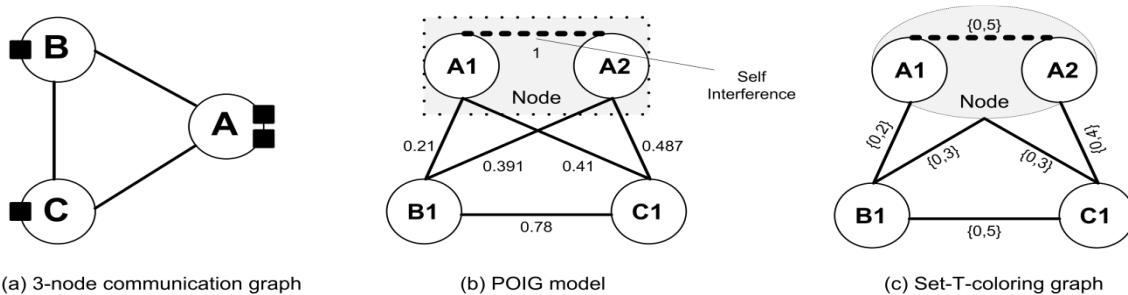 B
A
C
(a) 3-node communication graph
1
A1
A2
Node
Self
Interference
0.21
0.391
0.41
0.487
B1
C1
0.78
(b) POIG model
{0,5}
A1
A2
Node
{0,2}
{0,3}
{0,3}
{0,4}
B1
C1
{0,5}
(c) Set-T-coloring graph